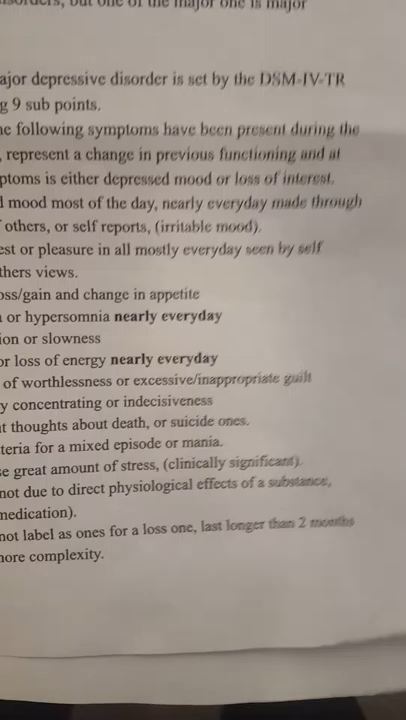 disorders, but one of the major one is major
ajor depressive disorder is set by the DSM-IV-TR
g 9 sub points.
he following symptoms have been present during the
, represent a change in previous functioning and at
ptoms is either depressed mood or loss of interest.
d mood most of the day, nearly everyday made through
others, or self reports, (irritable mood).
est or pleasure in all mostly everyday seen by self
thers views.
oss/gain and change in appetite
or hypersomnia nearly everyday
ion or slowness
or loss of energy nearly everyday
of worthlessness or excessive/inappropriate guilt
y concentrating or indecisiveness
nt thoughts about death, or suicide ones.
teria for a mixed episode or mania.
se great amount of stress, (clinically significant).
not due to direct physiological effects of a substance,
medication).
not label as ones for a loss one, last longer than 2 months
more complexity.